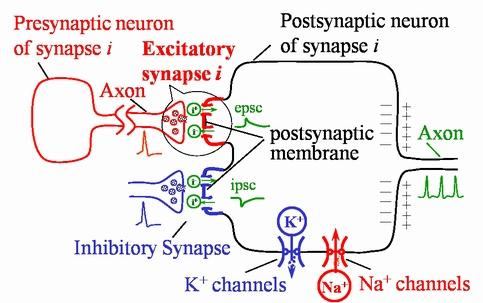 Presynaptic neuron
of synapse i
Postsynaptic neuron
of synapse i
Excitatory
synapse i
Axon
epsc
postsynaptic
membrane
Axon
ipsc
Inhibitory Synapse
K+
K+ channels
Na+
Na+ channels